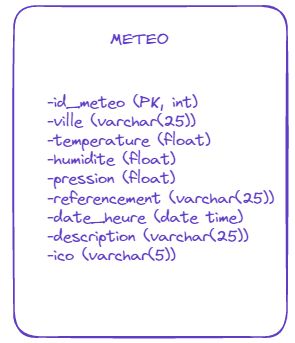 METEO
-id_meteo (PK, int)
-ville (varchar(25))
-temperature (float)
-humidite (float)
-pression (float)
-referencement (varchar(25))
-date_heure (date time)
-description (varchar(25))
-ico (varchar(5))